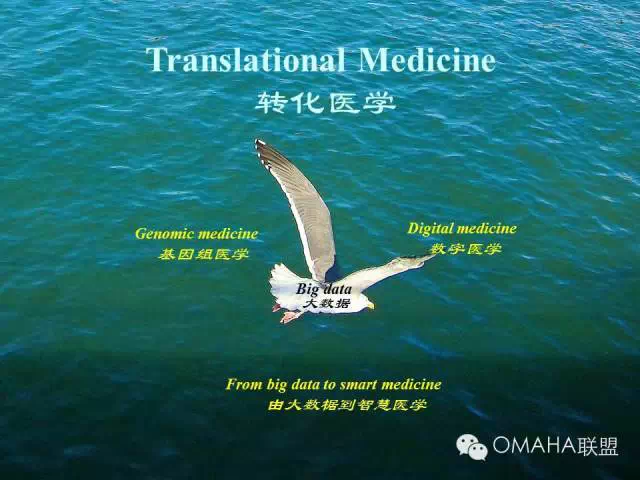 Translational Medicine
转化医学
Genomic medicine
基因组医学
Digital medicine
数字医学
Big data
大数据
From big data to smart medicine
由大数据到智慧医学
OMAHA联盟